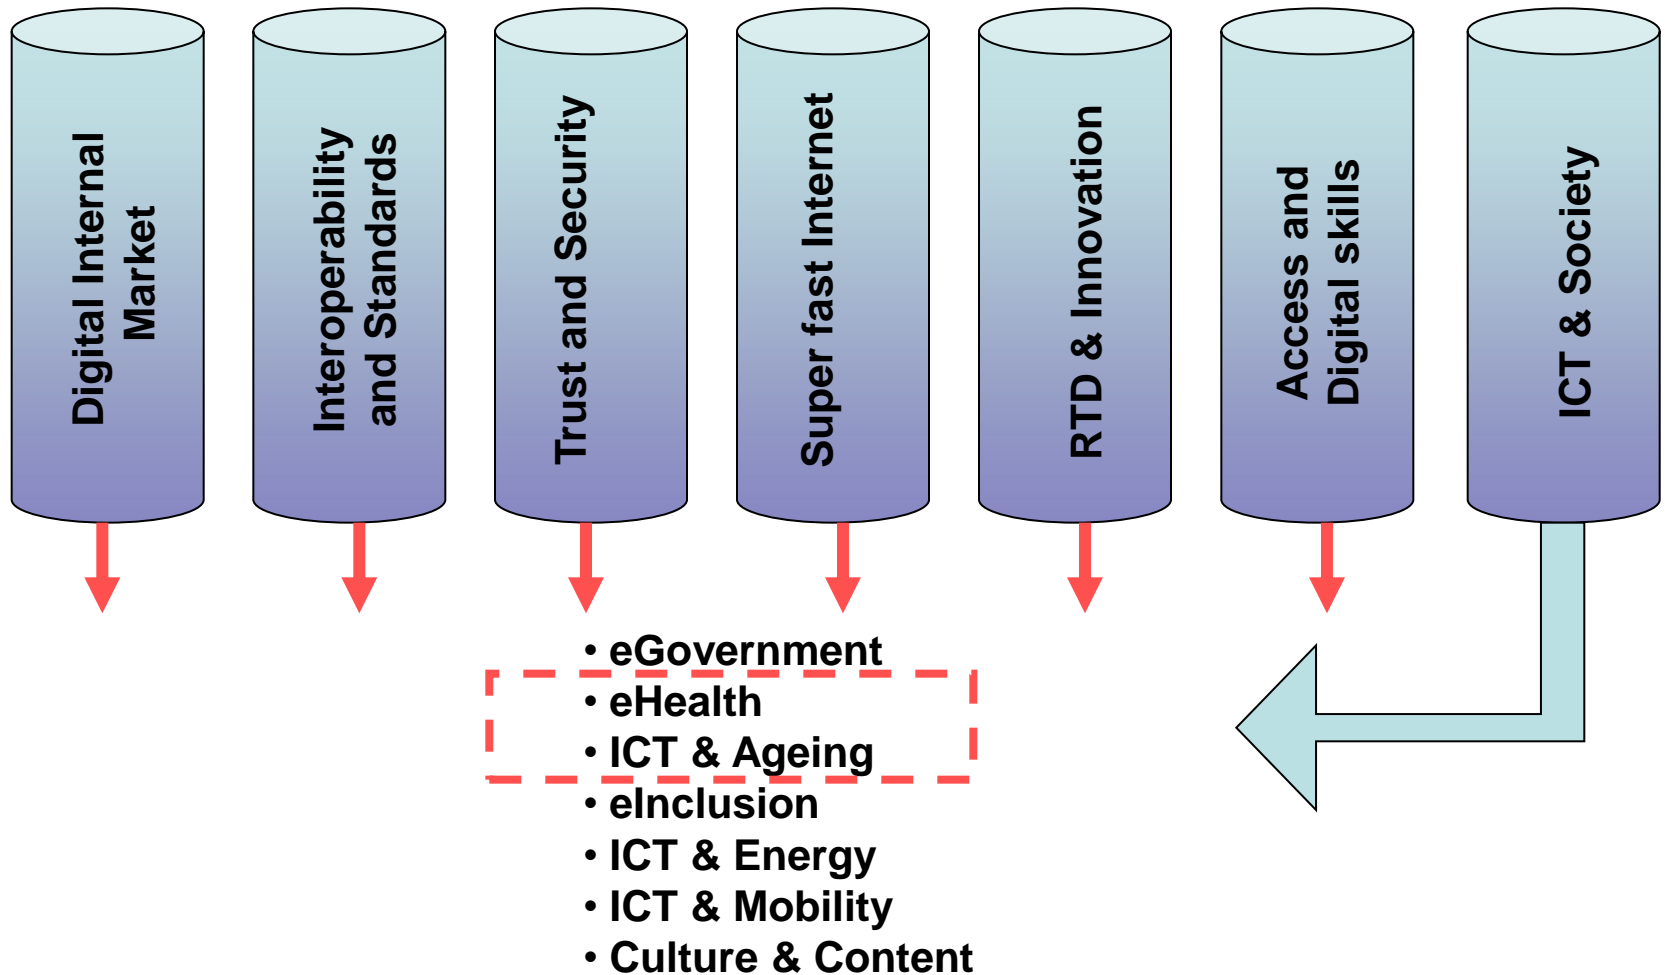 Digital Internal
Market
Interoperability
and Standards
Trust and Security
Super fast Internet
RTD & Innovation
Access and
Digital skills
ICT & Society
• eGovernment
• eHealth
• ICT & Ageing
• eInclusion
• ICT & Energy
• ICT & Mobility
• Culture & Content